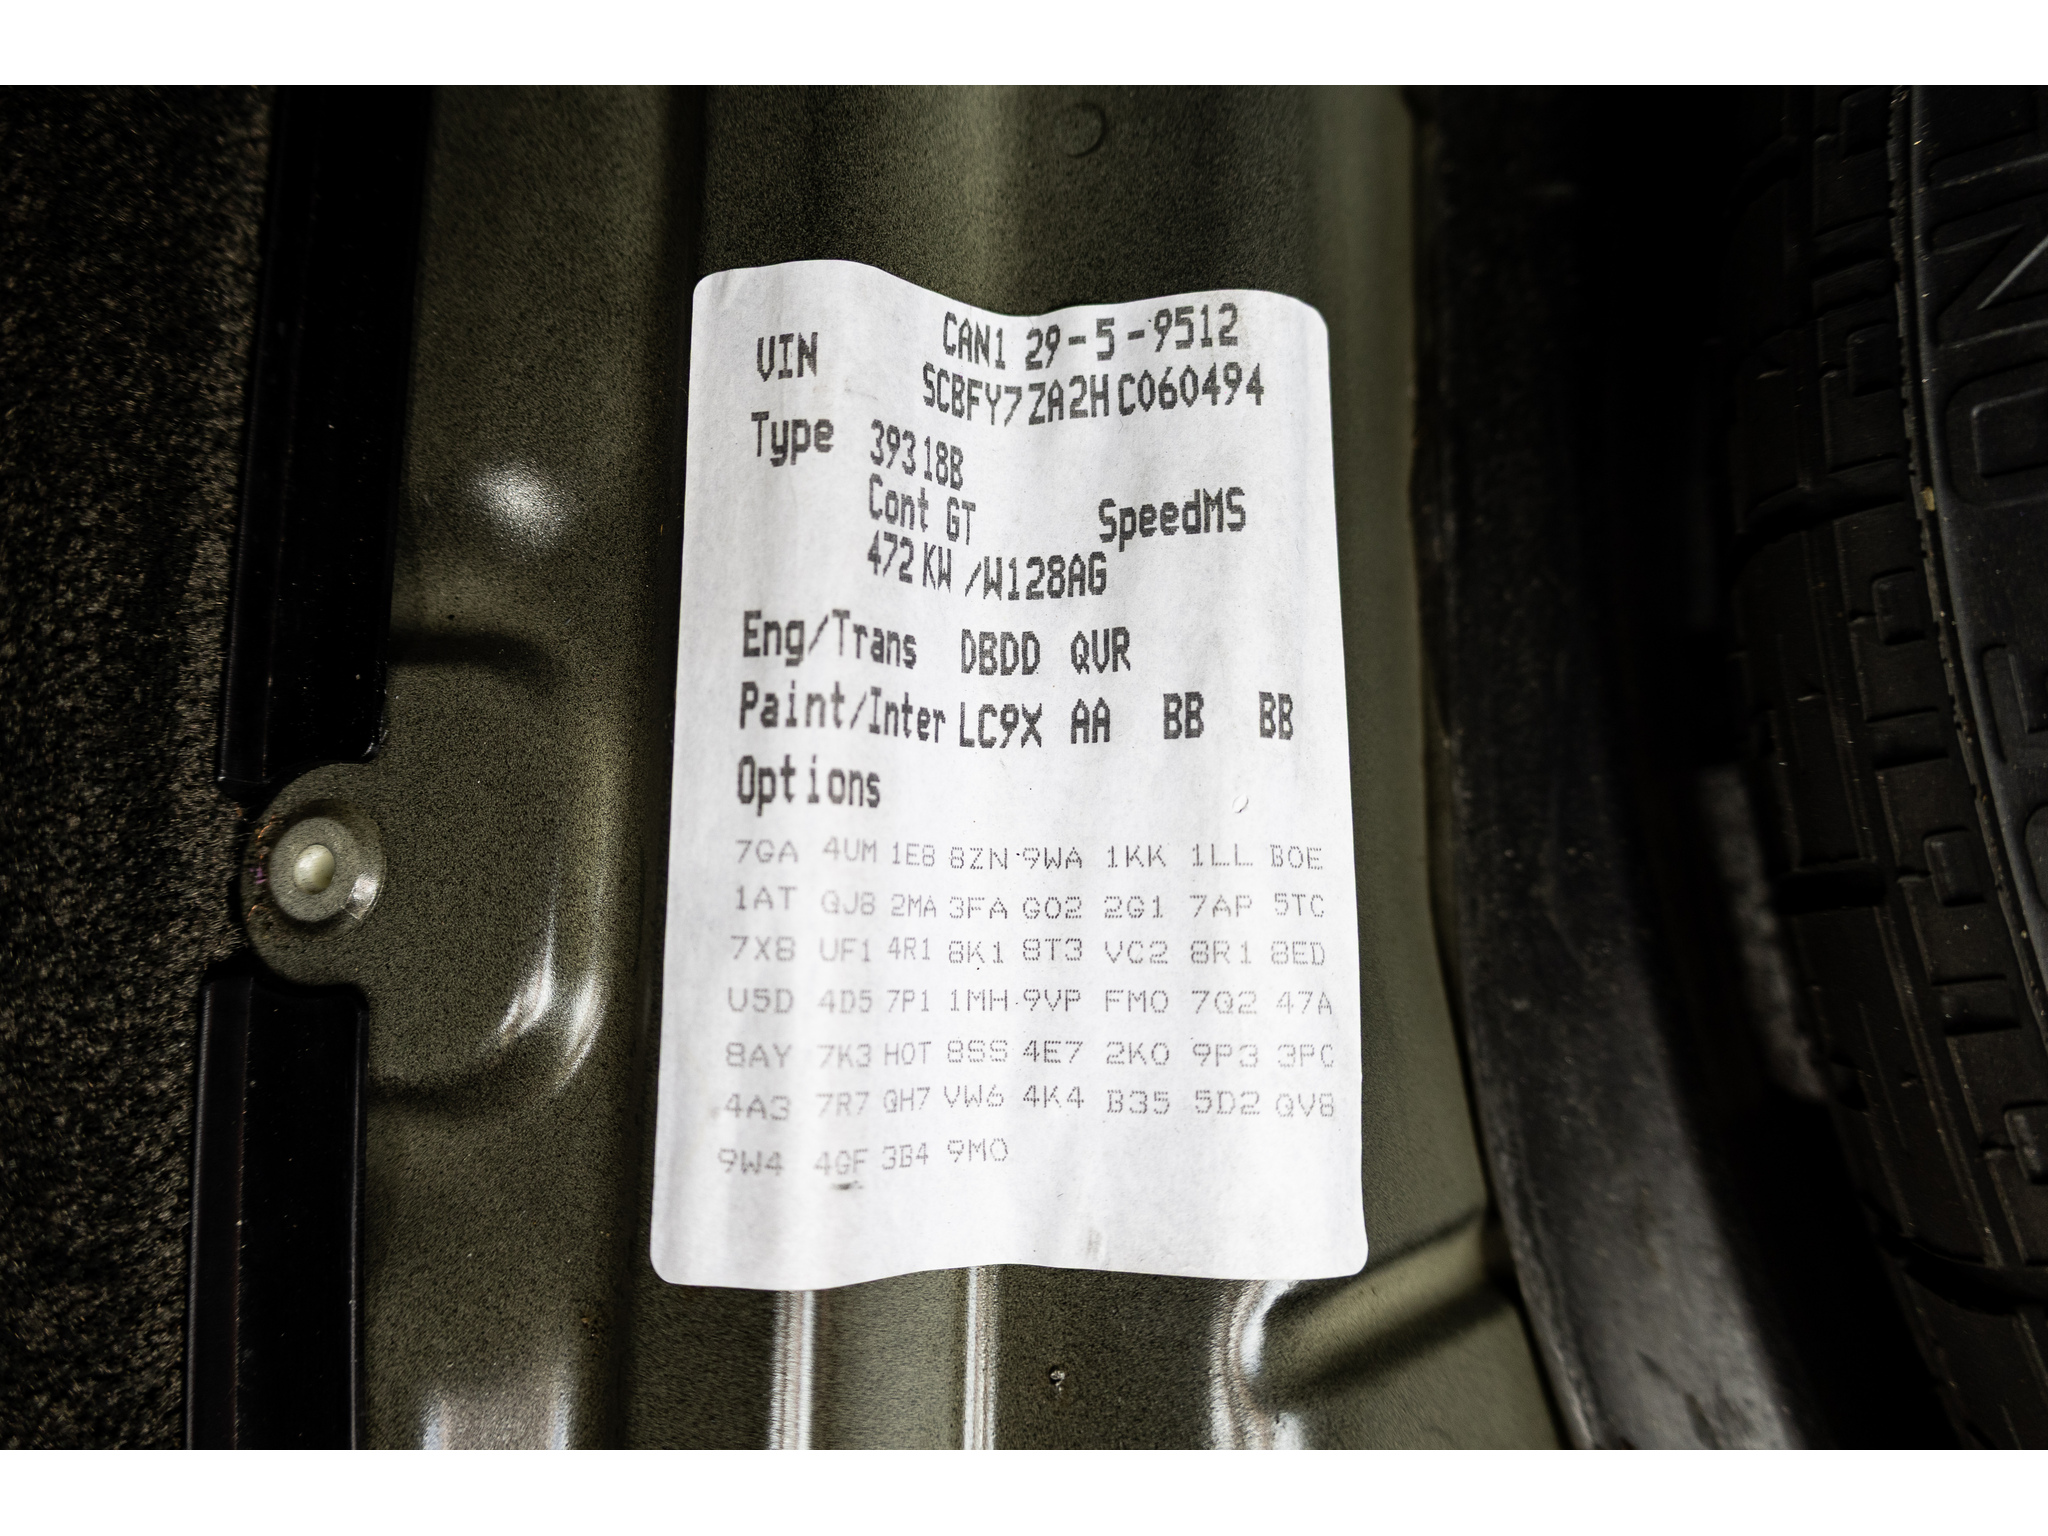 CAN1 29-5-9512
VIN SCBFY7ZA2HC060494
Type 39318B
Cont GT SpeedMS
472 KW /W128AG
Eng/Trans DBDD QVR
Paint/Inter LC9X AA BB BB
Options
7GA 4UM 1E8 8ZN 9WA 1KK 1LL B0E
1AT QJ8 2MA 3FA G02 2G1 7AP 5TC
7X8 UF1 4R1 8K1 8T3 VC2 8R1 8ED
U5D 4D5 7P1 1MH 9VP FM0 7Q2 47A
8AY 7K3 H0T 8SS 4E7 2K0 9P3 3PC
4A3 7R7 QH7 VW6 4K4 B35 5D2 QV8
9W4 4GF 3B4 9M0